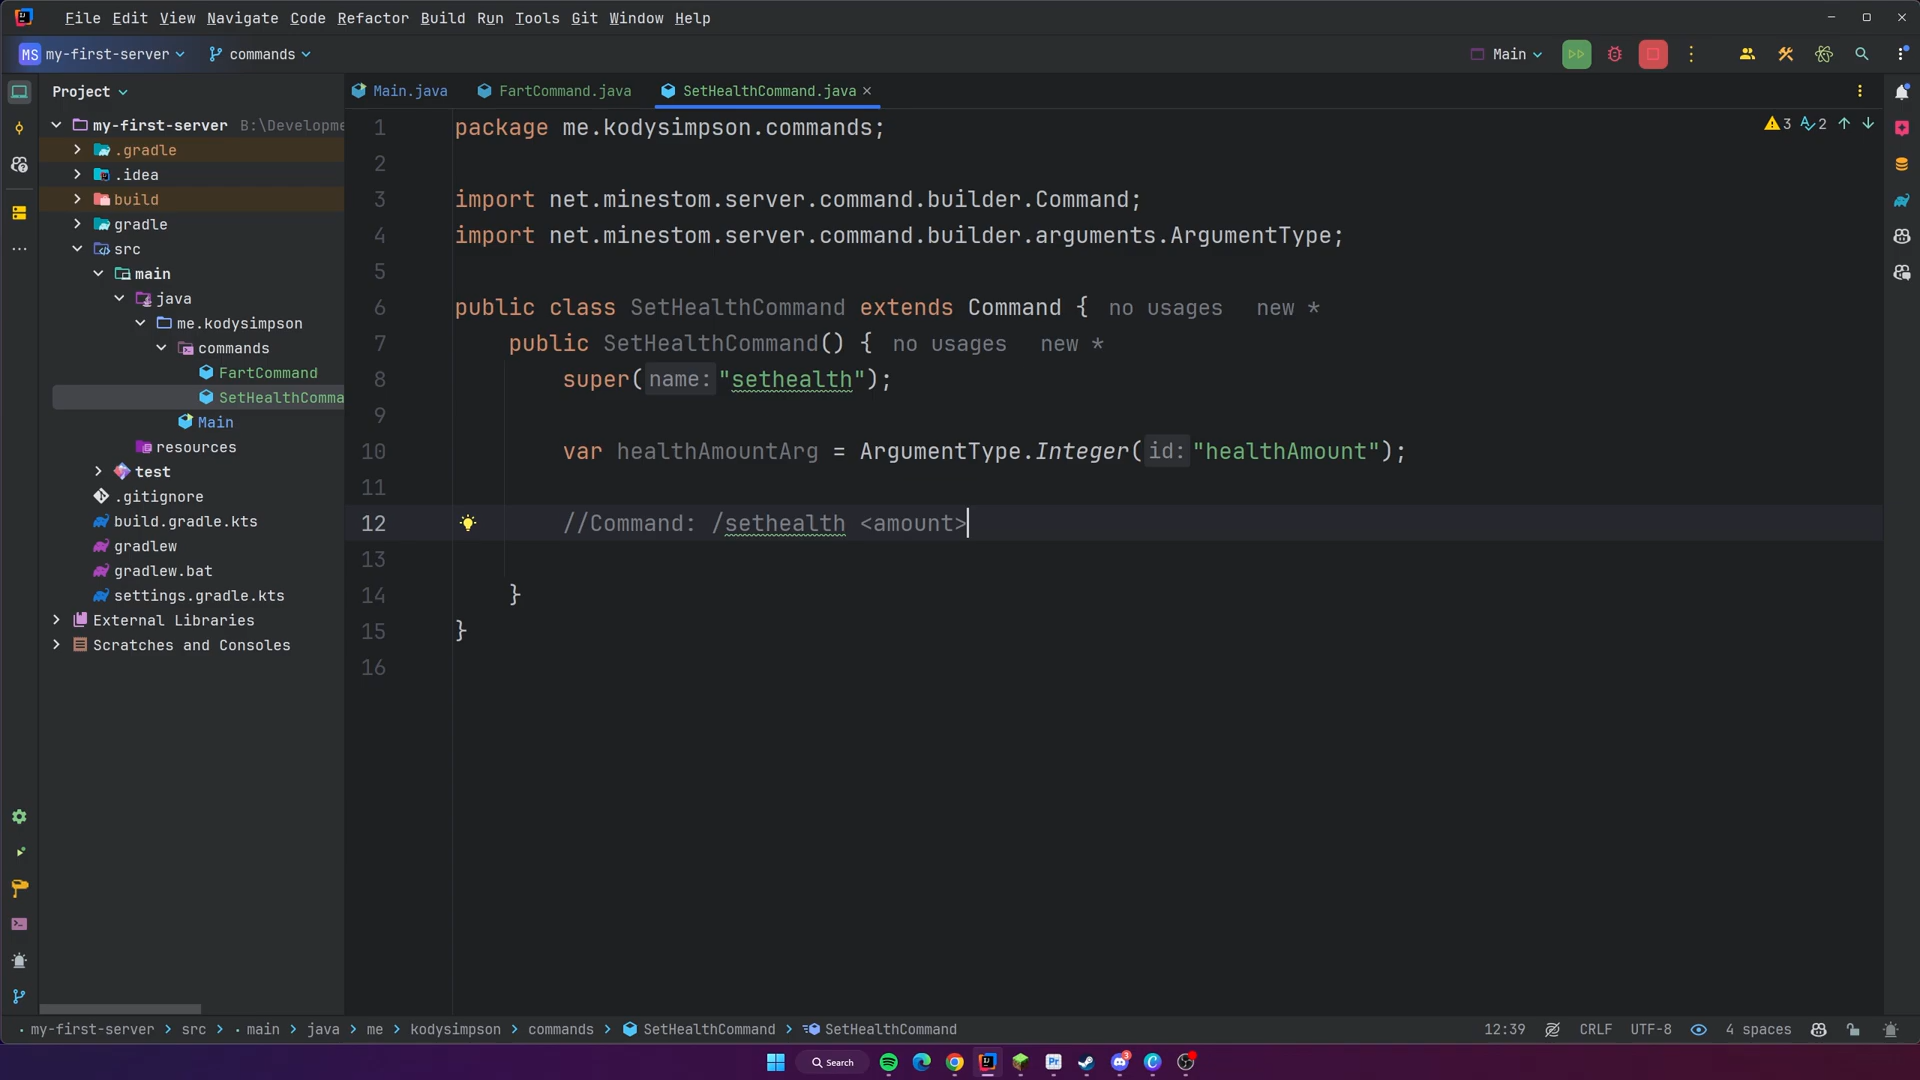 File Edit View Navigate Code Refactor Build Run Tools Git Window Help
MS my-first-server commands Main
Project Main.java FartCommand.java SetHealthCommand.java
my-first-server B:\Developme
.gradle
.idea
build
gradle
src
main
java
me.kodysimpson
commands
FartCommand
SetHealthComma
Main
resources
test
.gitignore
build.gradle.kts
gradlew
gradlew.bat
settings.gradle.kts
External Libraries
Scratches and Consoles
3 2
1 package me.kodysimpson.commands;
2
3 import net.minestom.server.command.builder.Command;
4 import net.minestom.server.command.builder.arguments.ArgumentType;
5
6 public class SetHealthCommand extends Command { no usages new *
7 public SetHealthCommand() { no usages new *
8 super( name: "sethealth");
9
10 var healthAmountArg = ArgumentType.Integer( id: "healthAmount");
11
12 //Command: /sethealth <amount>
13
14 }
15 }
16
my-first-server > src > main > java > me > kodysimpson > commands > SetHealthCommand > SetHealthCommand 12:39 CRLF UTF-8 4 spaces
Search Pr 3